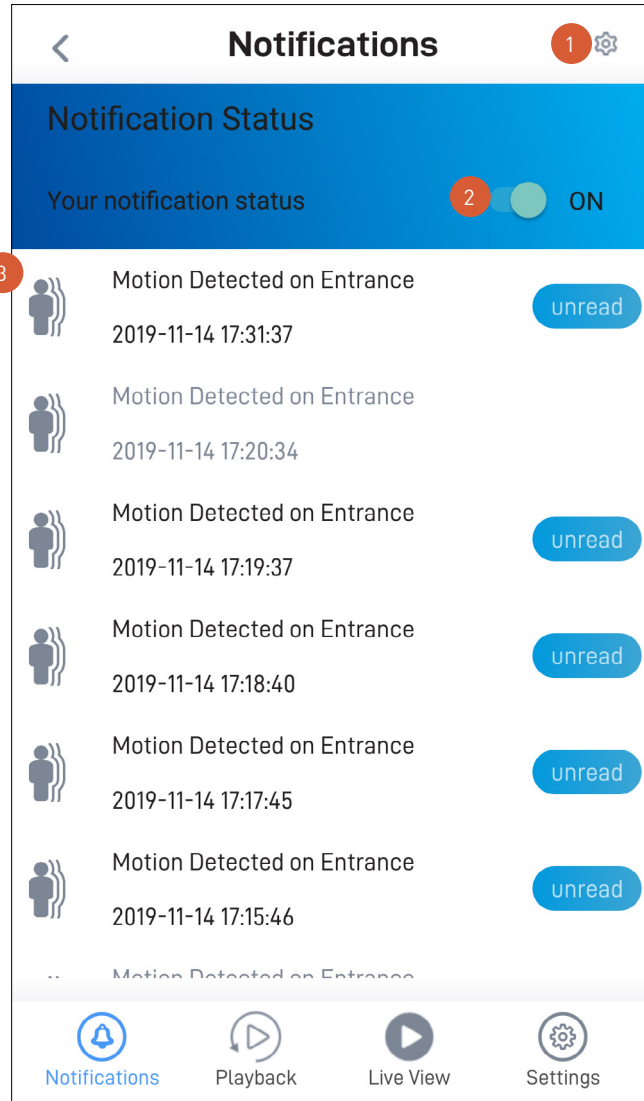 Notifications
1
Notification Status
Your notification status
2
ON
3
Motion Detected on Entrance
unread
2019-11-14 17:31:37
Motion Detected on Entrance
2019-11-14 17:20:34
Motion Detected on Entrance
unread
2019-11-14 17:19:37
Motion Detected on Entrance
unread
2019-11-14 17:18:40
Motion Detected on Entrance
unread
2019-11-14 17:17:45
Motion Detected on Entrance
unread
2019-11-14 17:15:46
Motion Detected on Entrance
Notifications
Playback
Live View
Settings